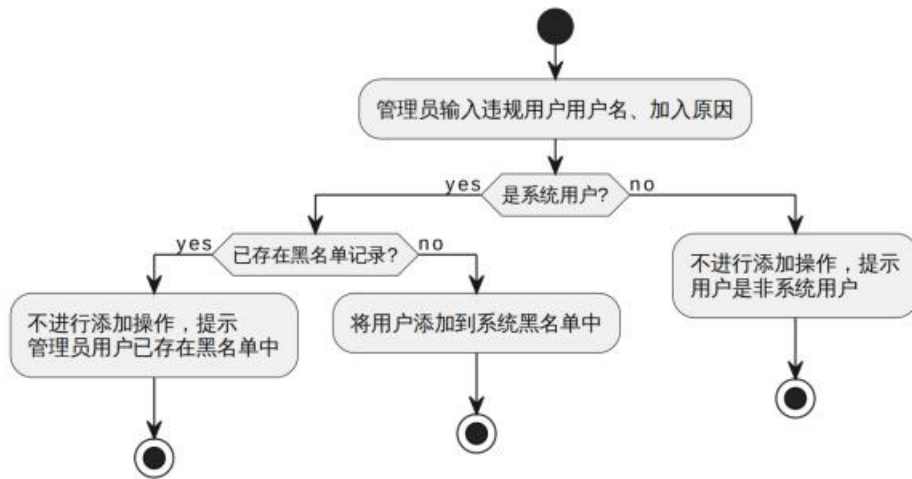 管理员输入违规用户用户名、加入原因
yes
是系统用户?
no
yes
已存在黑名单记录?
no
不进行添加操作，提示
用户是非系统用户
不进行添加操作，提示
管理员用户已存在黑名单中
将用户添加到系统黑名单中